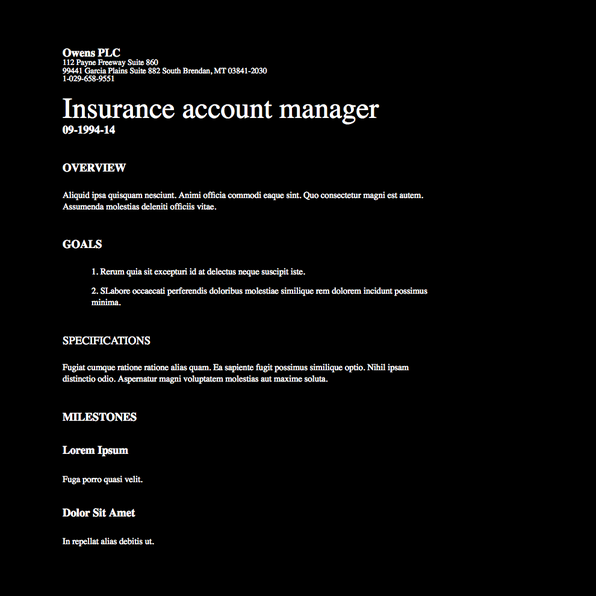 Owens PLC
112 Payne Freeway Suite 860
99441 Garcia Plains Suite 882 South Brendan, MT 03841-2030
1-029-658-9551
Insurance account manager
09-1994-14
OVERVIEW
Aliquid ipsa quisquam nesciunt. Animi officia commodi eaque sint. Quo consectetur magni est autem.
Assumenda molestias deleniti officiis vitae.
GOALS
1. Rerum quia sit excepturi id at delectus neque suscipit iste.
2. SLabore occaecati perferendis doloribus molestiae similique rem dolorem incidunt possimus
minima.
SPECIFICATIONS
Fugiat cumque ratione ratione alias quam. Ea sapiente fugit possimus similique optio. Nihil ipsam
distinctio odio. Aspernatur magni voluptatem molestias aut maxime soluta.
MILESTONES
Lorem Ipsum
Fuga porro quasi velit.
Dolor Sit Amet
In repellat alias debitis ut.